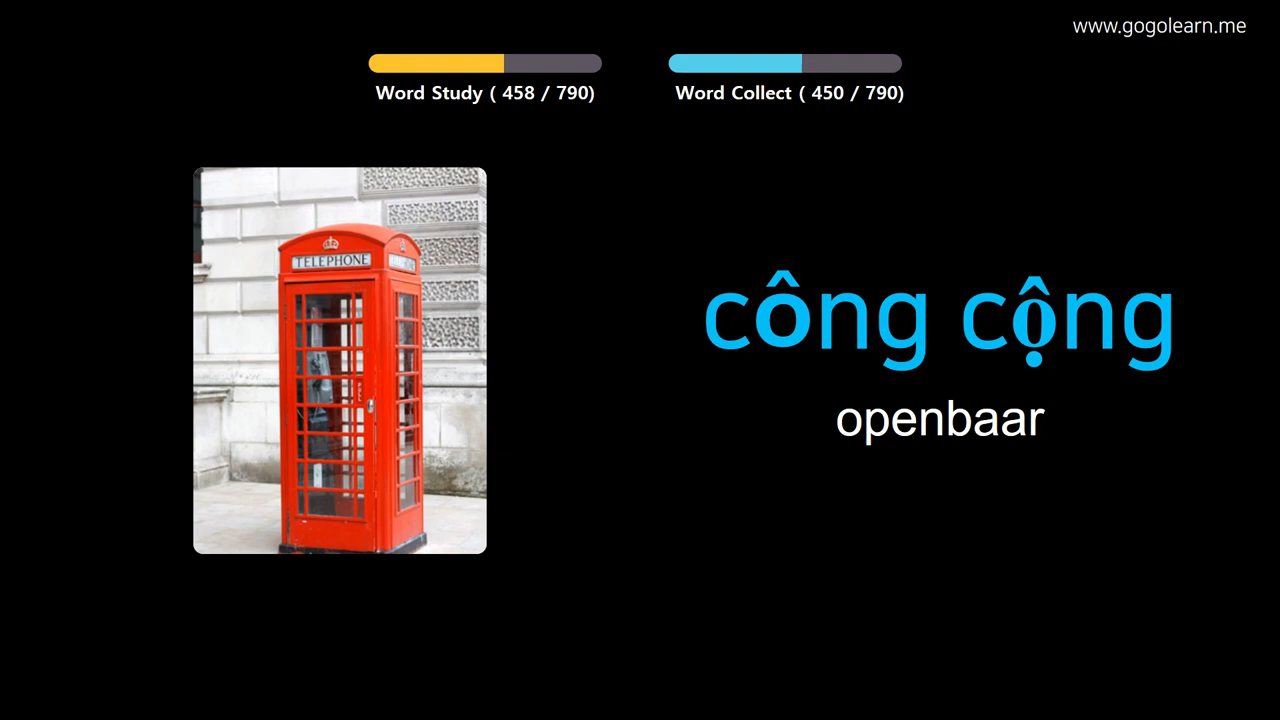 www.gogolearn.me
Word Study ( 458 / 790)
Word Collect ( 450 / 790)
TELEPHONE
công cộng
openbaar